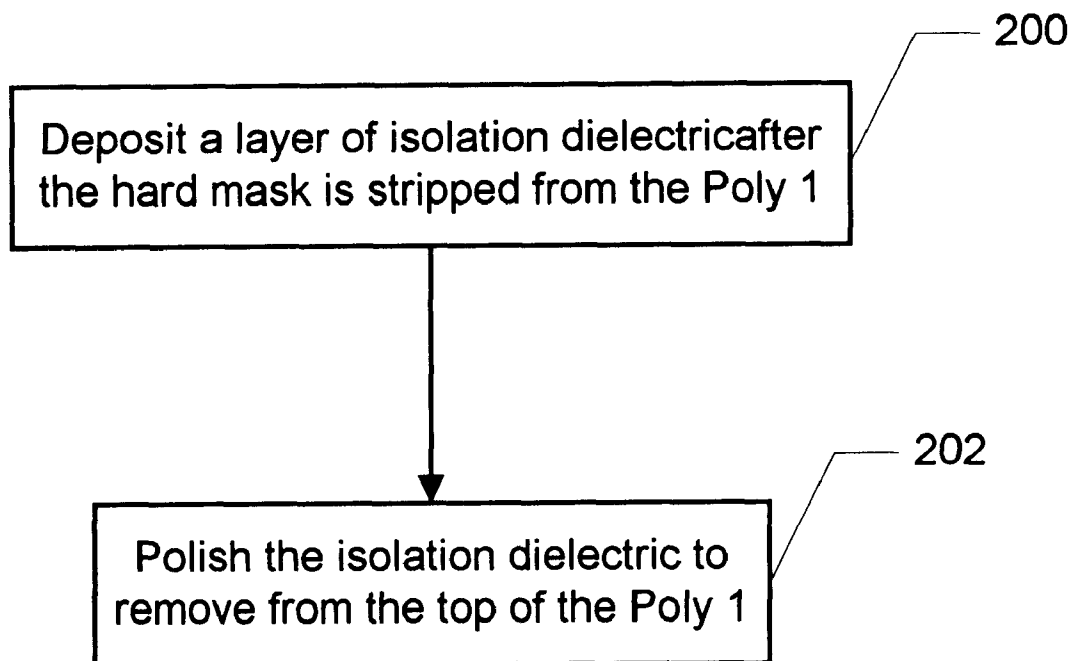 200
Deposit a layer of isolation dielectricafter
the hard mask is stripped from the Poly 1
202
Polish the isolation dielectric to
remove from the top of the Poly 1